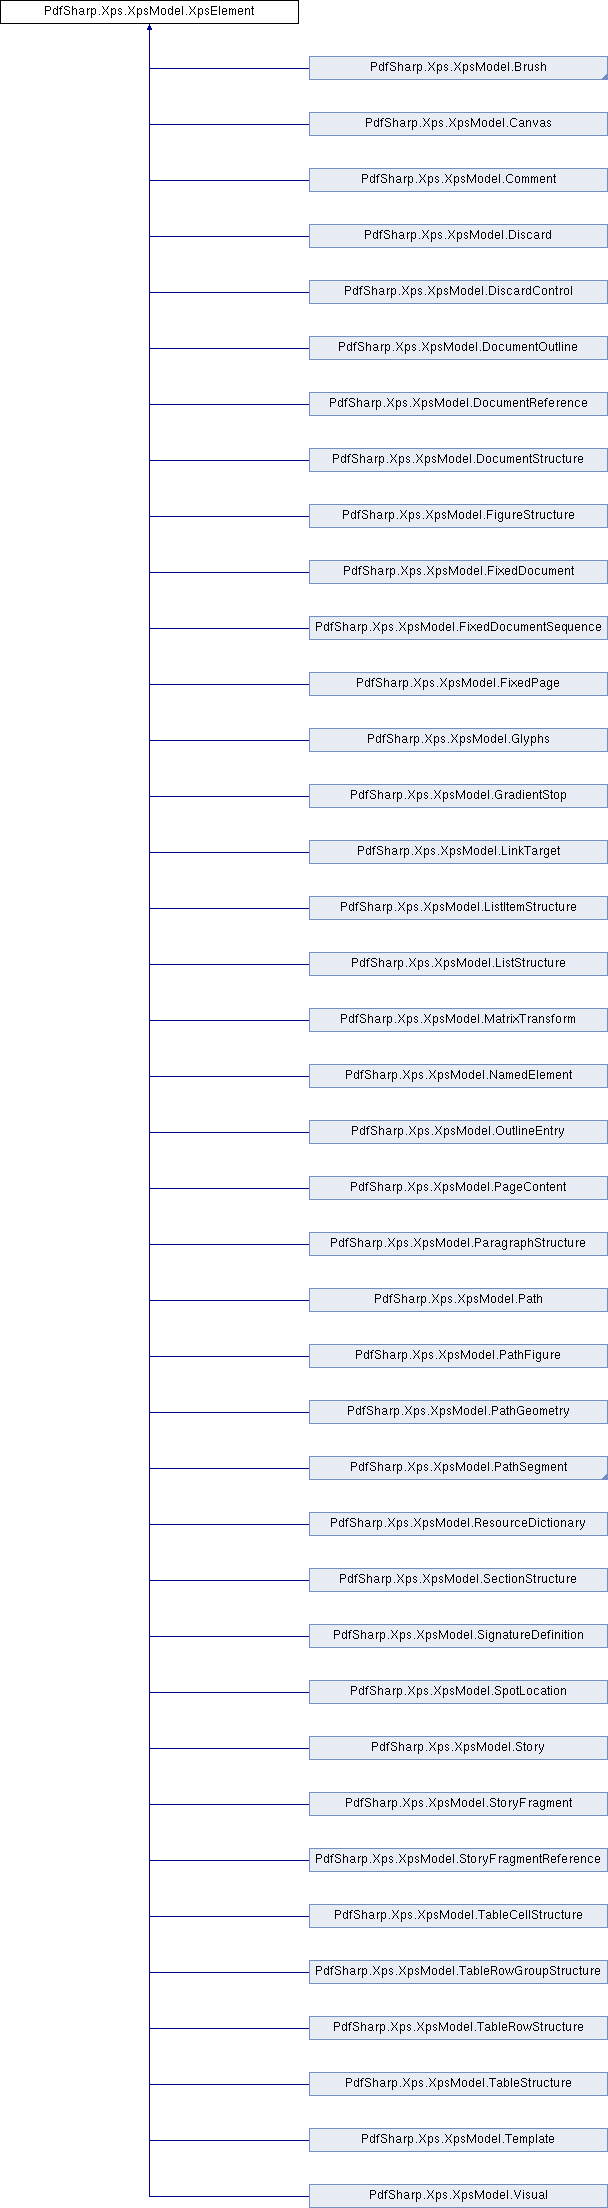 PdfSharp.Xps.XpsModel.XpsElement
PdfSharp.Xps.XpsModel.Brush
PdfSharp.Xps.XpsModel.Canvas
PdfSharp.Xps.XpsModel.Comment
PdfSharp.Xps.XpsModel.Discard
PdfSharp.Xps.XpsModel.DiscardControl
PdfSharp.Xps.XpsModel.DocumentOutline
PdfSharp.Xps.XpsModel.DocumentReference
PdfSharp.Xps.XpsModel.DocumentStructure
PdfSharp.Xps.XpsModel.FigureStructure
PdfSharp.Xps.XpsModel.FixedDocument
PdfSharp.Xps.XpsModel.FixedDocumentSequence
PdfSharp.Xps.XpsModel.FixedPage
PdfSharp.Xps.XpsModel.Glyphs
PdfSharp.Xps.XpsModel.GradientStop
PdfSharp.Xps.XpsModel.LinkTarget
PdfSharp.Xps.XpsModel.ListItemStructure
PdfSharp.Xps.XpsModel.ListStructure
PdfSharp.Xps.XpsModel.MatrixTransform
PdfSharp.Xps.XpsModel.NamedElement
PdfSharp.Xps.XpsModel.OutlineEntry
PdfSharp.Xps.XpsModel.PageContent
PdfSharp.Xps.XpsModel.ParagraphStructure
PdfSharp.Xps.XpsModel.Path
PdfSharp.Xps.XpsModel.PathFigure
PdfSharp.Xps.XpsModel.PathGeometry
PdfSharp.Xps.XpsModel.PathSegment
PdfSharp.Xps.XpsModel.ResourceDictionary
PdfSharp.Xps.XpsModel.SectionStructure
PdfSharp.Xps.XpsModel.SignatureDefinition
PdfSharp.Xps.XpsModel.SpotLocation
PdfSharp.Xps.XpsModel.Story
PdfSharp.Xps.XpsModel.StoryFragment
PdfSharp.Xps.XpsModel.StoryFragmentReference
PdfSharp.Xps.XpsModel.TableCellStructure
PdfSharp.Xps.XpsModel.TableRowGroupStructure
PdfSharp.Xps.XpsModel.TableRowStructure
PdfSharp.Xps.XpsModel.TableStructure
PdfSharp.Xps.XpsModel.Template
PdfSharp.Xps.XpsModel.Visual